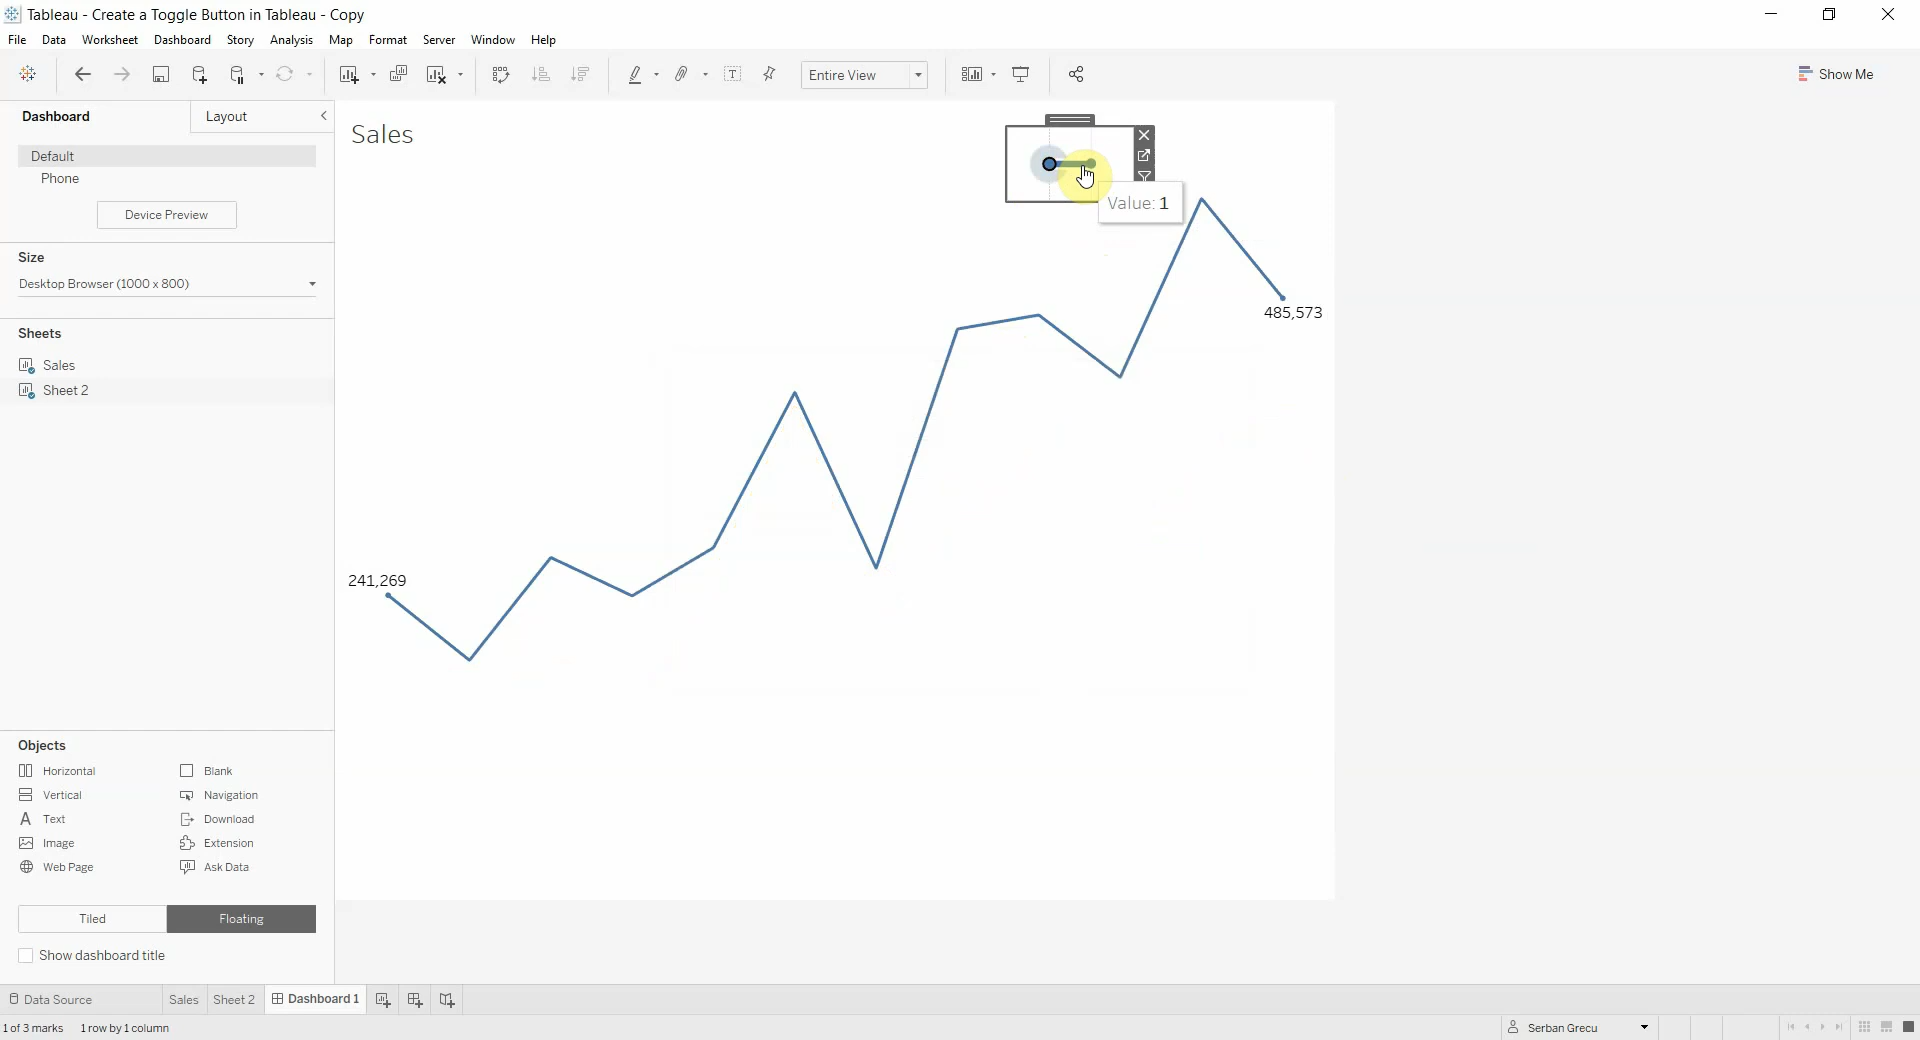 Tableau - Create a Toggle Button in Tableau - Copy
File Data Worksheet Dashboard Story Analysis Map Format Server Window Help
Entire View
Show Me
Dashboard Layout
Default
Phone
Device Preview
Size
Desktop Browser (1000 x 800)
Sheets
Sales
Sheet 2
Sales
Value: 1
485,573
241,269
Objects
Horizontal Blank
Vertical Navigation
Text Download
Image Extension
Web Page Ask Data
Tiled Floating
Show dashboard title
Data Source Sales Sheet 2 Dashboard 1
1 of 3 marks 1 row by 1 column Serban Grecu